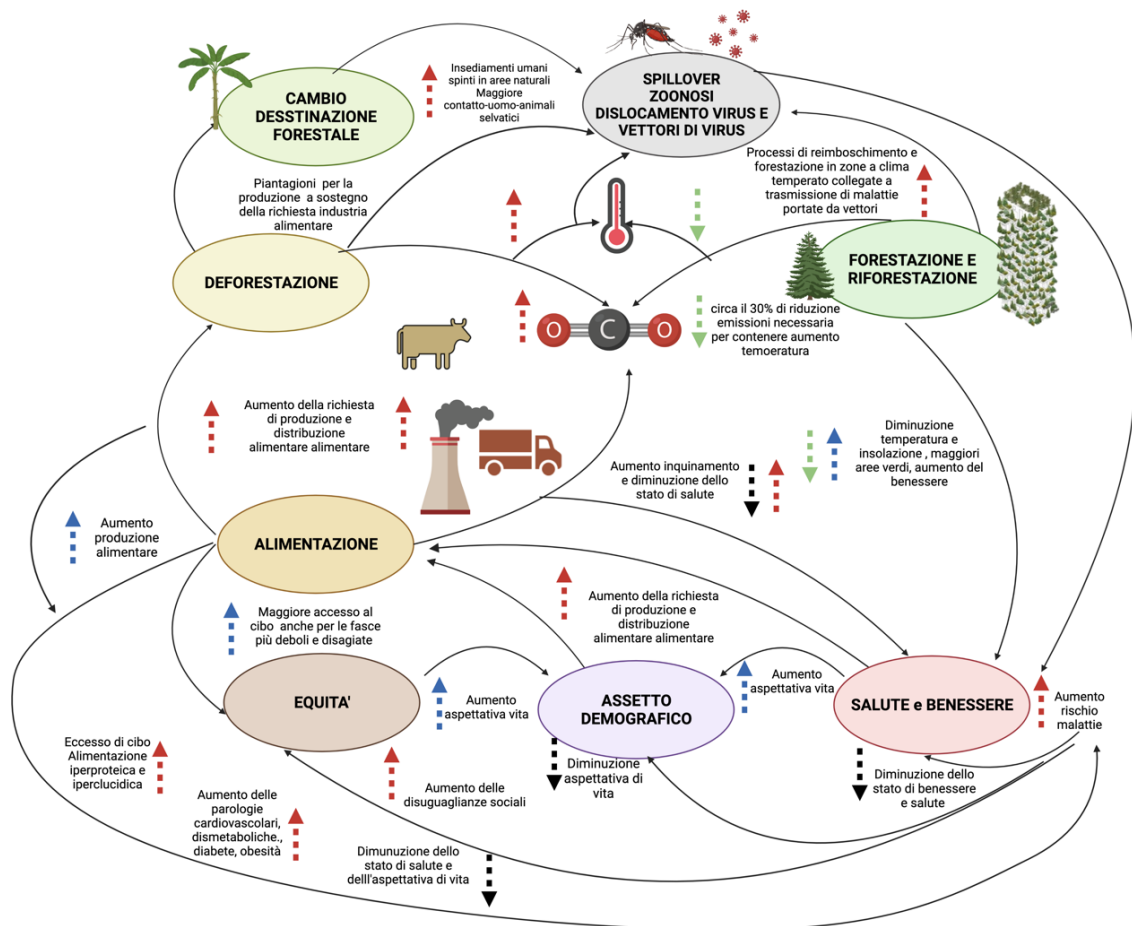 CAMBIO
DESSTINAZIONE
FORESTALE
Insediamenti umani
spinti in aree naturali
Maggiore
contatto-uomo-animali
selvatici
SPILLOVER
ZOONOSI
DISLOCAMENTO VIRUS E
VETTORI DI VIRUS
Piantagioni per la
produzione a sostegno
della richiesta industria
alimentare
Processi di reimboschimento e
forestazione in zone a clima
temperato collegate a
trasmissione di malattie
portate da vettori
DEFORESTAZIONE
FORESTAZIONE E
RIFORESTAZIONE
O C O
circa il 30% di riduzione
emissioni necessaria
per contenere aumento
temoeratura
Aumento della richiesta
di produzione e
distribuzione
alimentare alimentare
Aumento inquinamento
e diminuzione dello
stato di salute
Diminuzione
temperatura e
insolazione , maggiori
aree verdi, aumento del
benessere
Aumento
produzione
alimentare
ALIMENTAZIONE
Maggiore accesso al
cibo anche per le fasce
più deboli e disagiate
Aumento della richiesta
di produzione e
distribuzione
alimentare alimentare
EQUITA'
Aumento
aspettativa vita
ASSETTO
DEMOGRAFICO
Aumento
aspettativa vita
SALUTE e BENESSERE
Aumento
rischio
malattie
Eccesso di cibo
Alimentazione
iperproteica e
iperclucidica
Aumento delle
parologie
cardiovascolari,
dismetaboliche.,
diabete, obesità
Aumento delle
disuguaglianze sociali
Diminuzione
aspettativa di
vita
Diminuzione dello
stato di benessere
e salute
Dimunuzione dello
stato di salute e
delll'aspettativa di vita